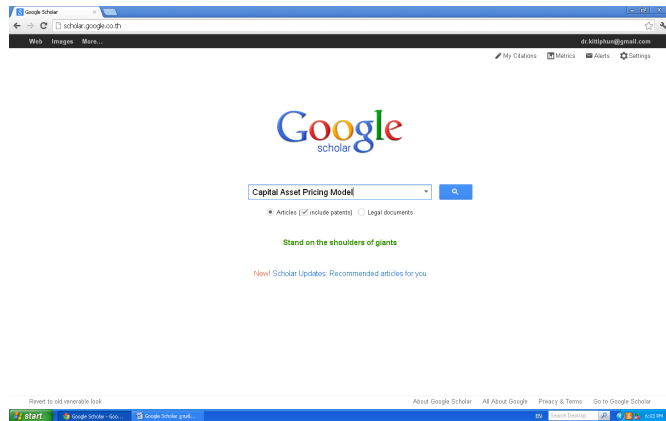 Google Scholar
scholar.google.co.th
Web Images More...
dr.kittiphun@gmail.com
My Citations Metrics Alerts Settings
Google
scholar
Capital Asset Pricing Model
Articles (include patents) Legal documents
Stand on the shoulders of giants
New! Scholar Updates: Recommended articles for you
Revert to old venerable look
About Google Scholar All About Google Privacy & Terms Go to Google Scholar
start
Google Scholar - Goo...
Google Scholar
EN
Search Desktop
6:03 PM